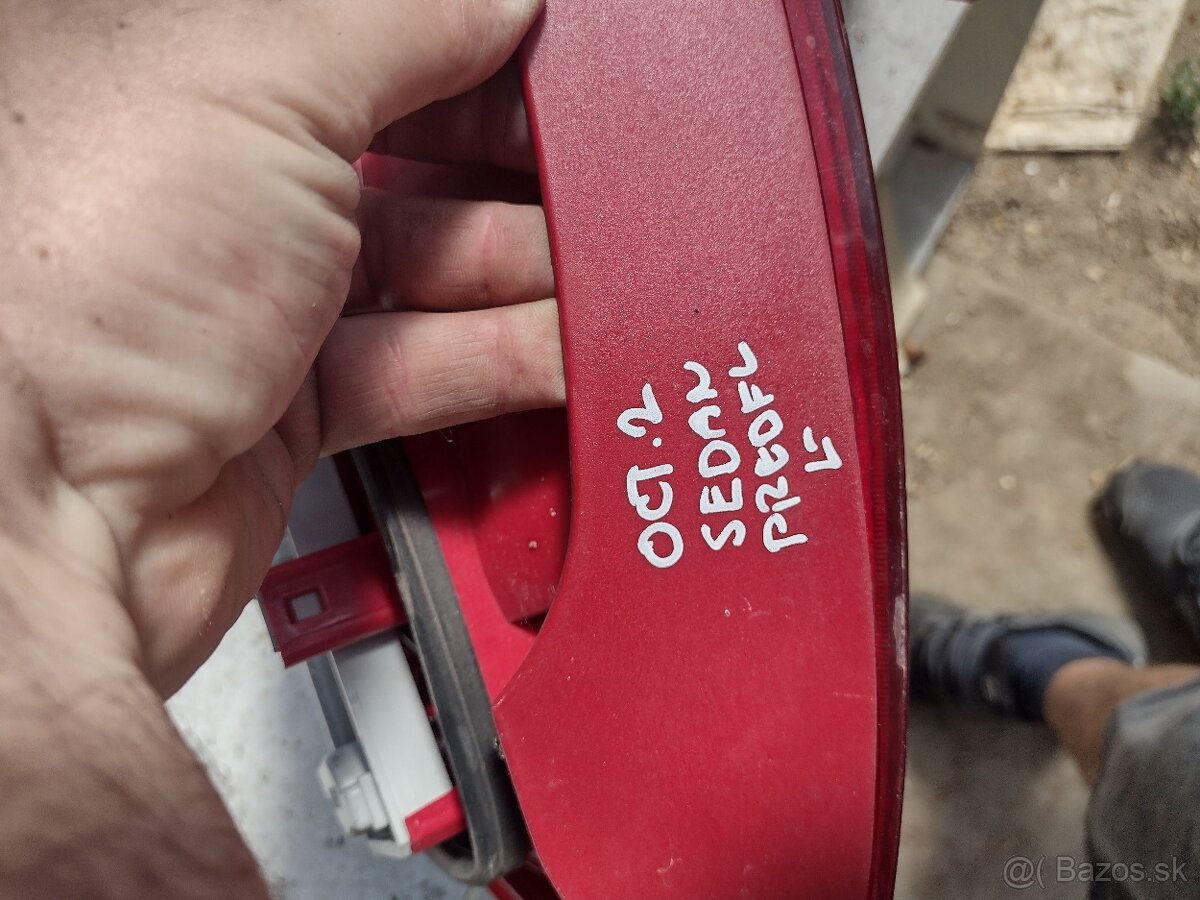 OCT.2
SEDAN
PREDFL
Ľ
@( Bazos.sk